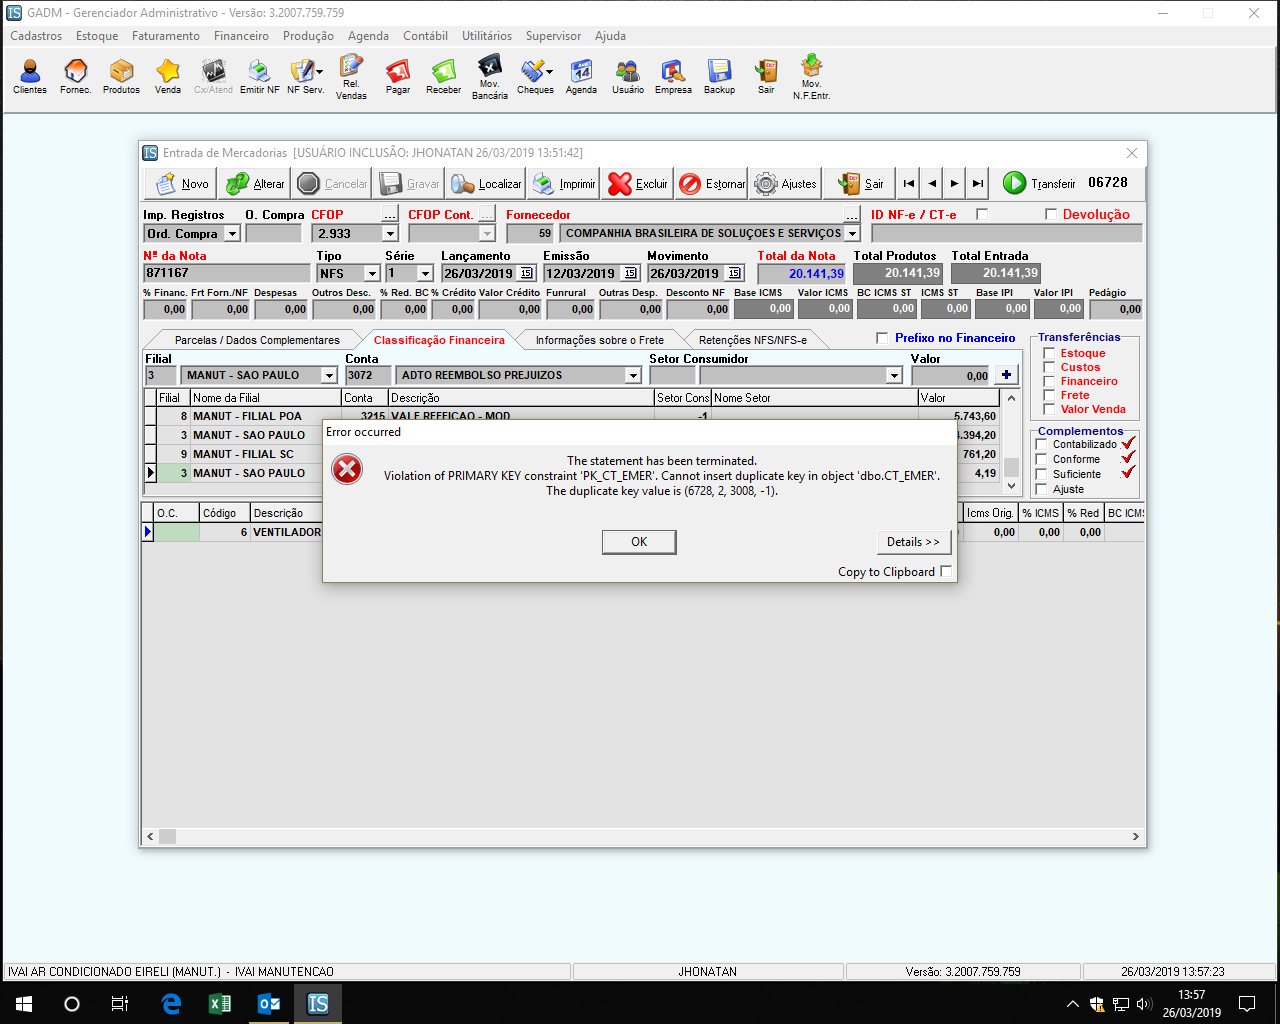 IS GADM - Gerenciador Administrativo - Versão: 3.2007.759.759
Cadastros Estoque Faturamento Financeiro Produção Agenda Contábil Utilitários Supervisor Ajuda
Clientes Fornec. Produtos Venda Cx/Atend Emitir NF NF Serv. Rel. Vendas Pagar Receber Mov. Bancária Cheques Agenda Usuário Empresa Backup Sair Mov. N.F.Entr.
IS Entrada de Mercadorias [USUÁRIO INCLUSÃO: JHONATAN 26/03/2019 13:51:42]
Novo Alterar Cancelar Gravar Localizar Imprimir Excluir Estornar Ajustes Sair Transferir 06728
Imp. Registros O. Compra CFOP ... CFOP Cont. ... Fornecedor ... ID NF-e / CT-e Devolução
Ord. Compra 2.933 59 COMPANHIA BRASILEIRA DE SOLUÇOES E SERVIÇOS
Nº da Nota Tipo Série Lançamento Emissão Movimento Total da Nota Total Produtos Total Entrada
871167 NFS 1 26/03/2019 15 12/03/2019 15 26/03/2019 15 20.141,39 20.141,39 20.141,39
% Financ. Frt Forn./NF Despesas Outros Desc. % Red. BC % Crédito Valor Crédito Funrural Outras Desp. Desconto NF Base ICMS Valor ICMS BC ICMS ST ICMS ST Base IPI Valor IPI Pedágio
0,00 0,00 0,00 0,00 0,00 0,00 0,00 0,00 0,00 0,00 0,00 0,00 0,00 0,00 0,00 0,00 0,00
Parcelas / Dados Complementares Classificação Financeira Informações sobre o Frete Retenções NFS/NFS-e Prefixo no Financeiro
Transferências
Estoque
Custos
Financeiro
Frete
Valor Venda
Filial Conta Setor Consumidor Valor
3 MANUT - SAO PAULO 3072 ADTO REEMBOLSO PREJUIZOS 0,00 +
Filial Nome da Filial Conta Descrição Setor Cons Nome Setor Valor
8 MANUT - FILIAL POA 3215 VALE REFEIÇAO - MOD -1 5.743,60
3 MANUT - SAO PAULO .394,20
9 MANUT - FILIAL SC 761,20
3 MANUT - SAO PAULO 4,19
Complementos
Contabilizado
Conforme
Suficiente
Ajuste
Error occurred
The statement has been terminated.
Violation of PRIMARY KEY constraint 'PK_CT_EMER'. Cannot insert duplicate key in object 'dbo.CT_EMER'.
The duplicate key value is (6728, 2, 3008, -1).
OK Details >>
Copy to Clipboard
O.C. Código Descrição Icms Orig. % ICMS % Red BC ICM
6 VENTILADOR 0,00 0,00 0,00
IVAI AR CONDICIONADO EIRELI (MANUT.) - IVAI MANUTENCAO JHONATAN Versão: 3.2007.759.759 26/03/2019 13:57:23
13:57
26/03/2019